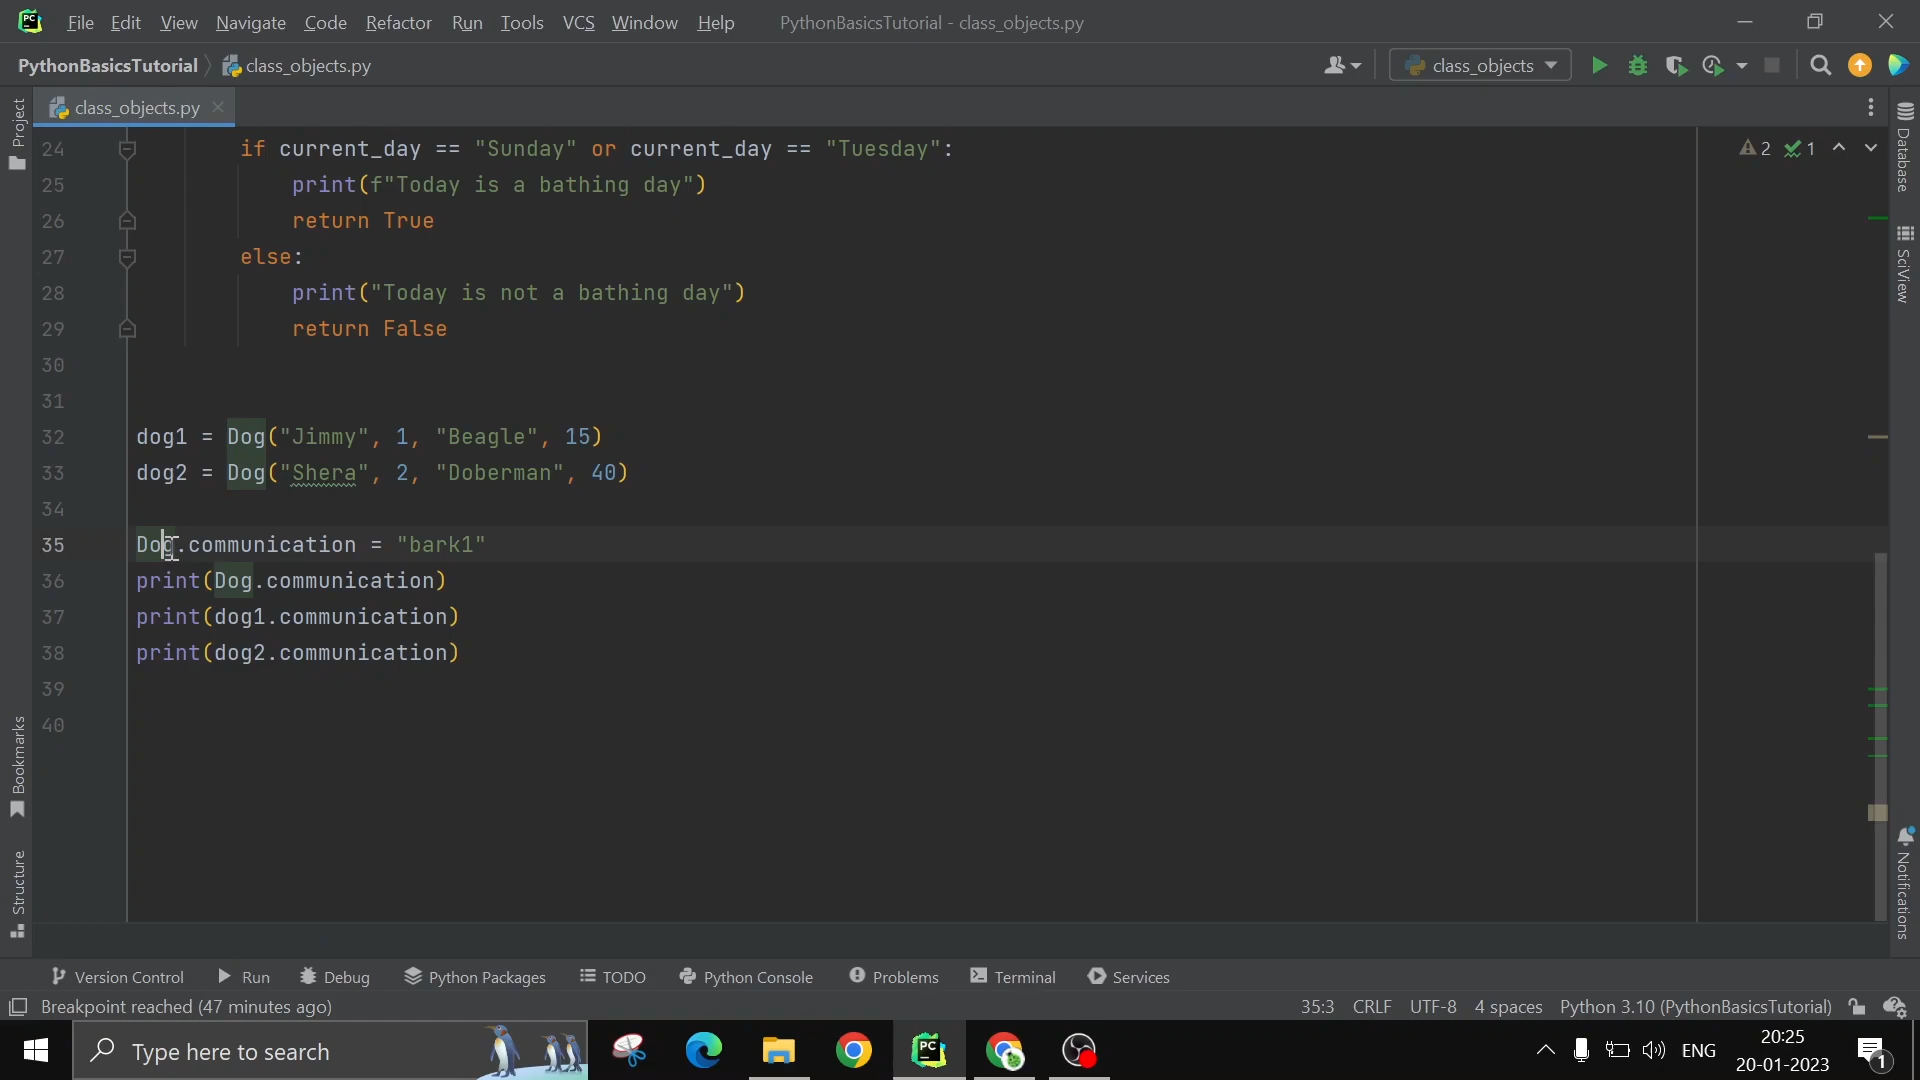 File Edit View Navigate Code Refactor Run Tools VCS Window Help PythonBasicsTutorial - class_objects.py
PythonBasicsTutorial class_objects.py class_objects
class_objects.py
Project
Bookmarks
Structure
24 if current_day == "Sunday" or current_day == "Tuesday":
25 print(f"Today is a bathing day")
26 return True
27 else:
28 print("Today is not a bathing day")
29 return False
30
31
32 dog1 = Dog("Jimmy", 1, "Beagle", 15)
33 dog2 = Dog("Shera", 2, "Doberman", 40)
34
35 Dog.communication = "bark1"
36 print(Dog.communication)
37 print(dog1.communication)
38 print(dog2.communication)
39
40
2 1
Database
SciView
Notifications
Version Control Run Debug Python Packages TODO Python Console Problems Terminal Services
Breakpoint reached (47 minutes ago) 35:3 CRLF UTF-8 4 spaces Python 3.10 (PythonBasicsTutorial)
Type here to search ENG 20:25
20-01-2023
1
PC
PC